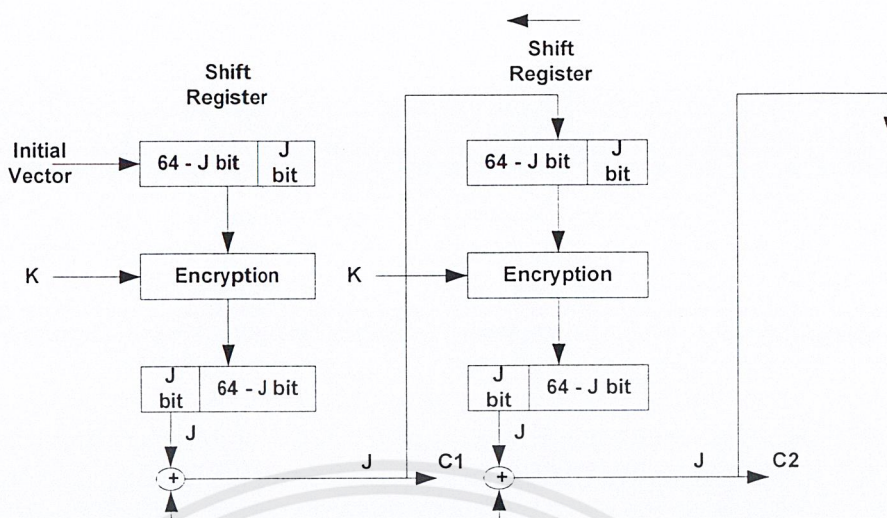 Shift
Register
Initial
Vector
64 - J bit
J
bit
K
Encryption
J
bit
64 - J bit
J
+
J
C1
Shift
Register
64 - J bit
J
bit
K
Encryption
J
bit
64 - J bit
J
+
J
C2